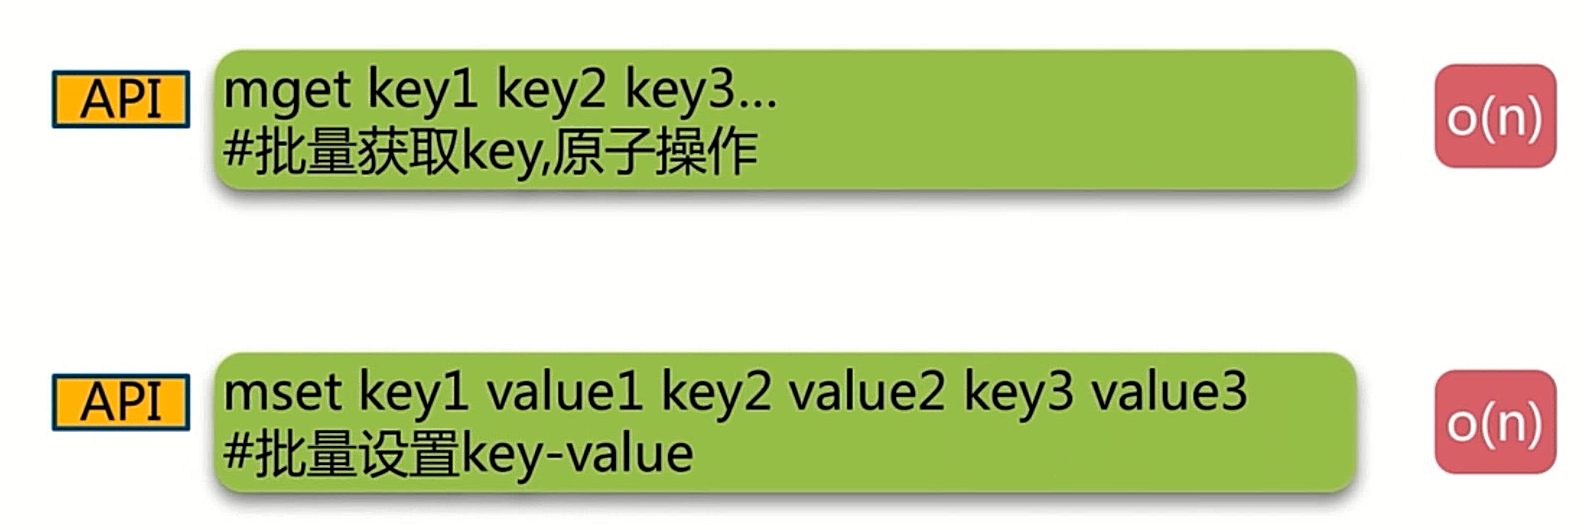 API
mget key1 key2 key3...
#批量获取key,原子操作
o(n)
API
mset key1 value1 key2 value2 key3 value3
#批量设置key-value
o(n)